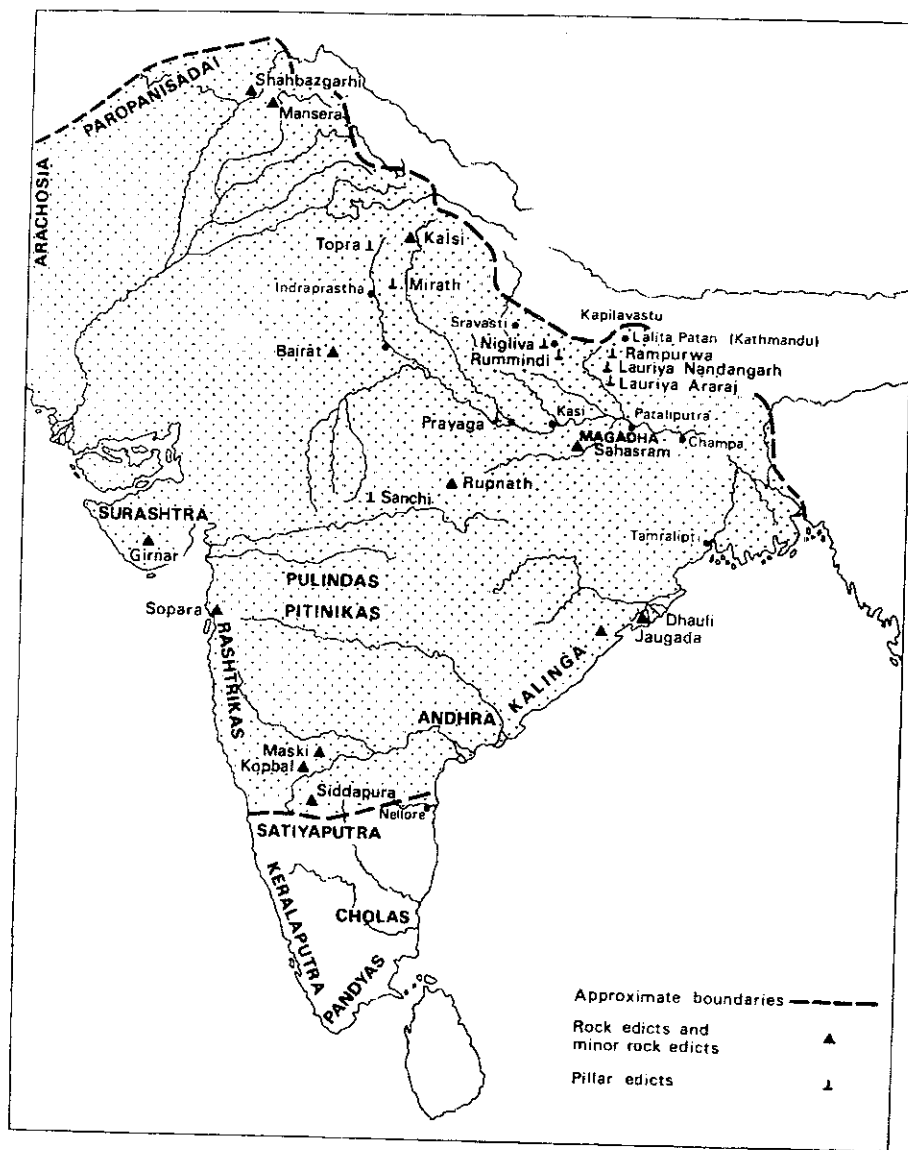 PAROPANISADAI
Shahbazgarhi
Mansera
ARACHOSIA
Topra
Kalsi
Indraprastha
Mirath
Kapilavastu
Sravasti
Lalita Patan (Kathmandu)
Nigliva
Rampurwa
Rummindi
Lauriya Nandangarh
Bairāt
Lauriya Araraj
Prayaga
Kasi
Pataliputra
MAGADHA
Champa
Sahasram
Rupnath
Sanchi
SURASHTRA
Girnar
Tamralipti
PULINDAS
PITINIKAS
Sopara
Dhauli
Jaugada
RASHTRIKAS
KALINGA
ANDHRA
Maski
Kopbal
Siddapura
Nellore
SATIYAPUTRA
KERALAPUTRA
CHOLAS
PANDYAS
Approximate boundaries
Rock edicts and
minor rock edicts
Pillar edicts